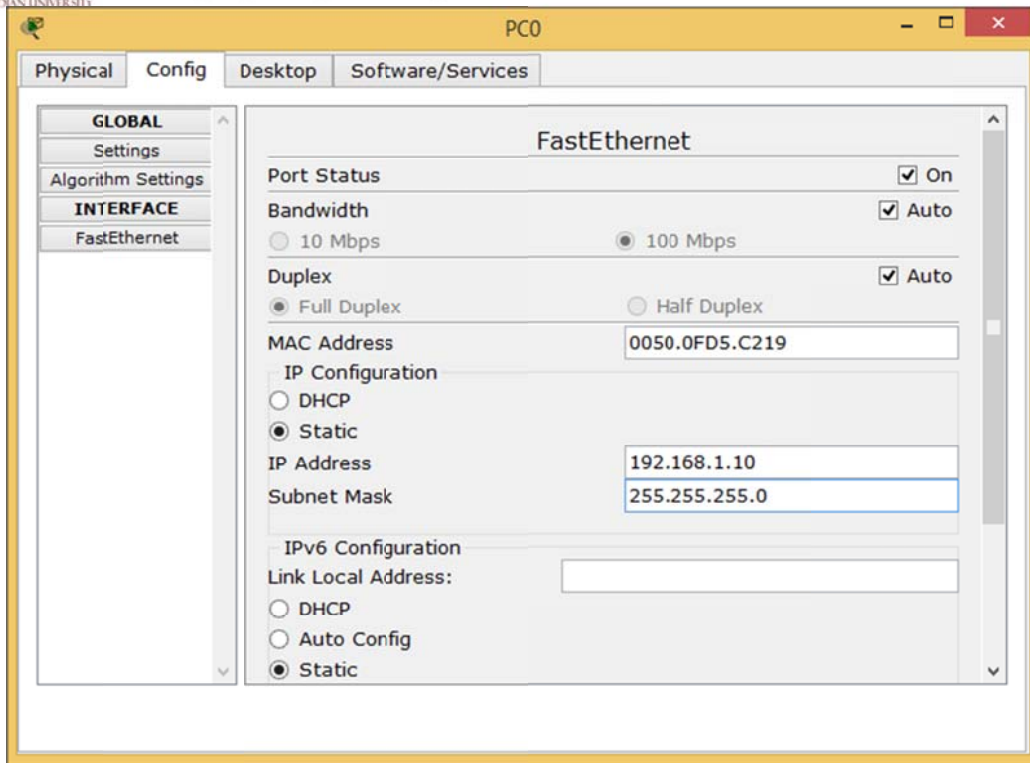 DIAN UNIVERSITY
PC0
Physical Config Desktop Software/Services
GLOBAL
Settings
Algorithm Settings
INTERFACE
FastEthernet
FastEthernet
Port Status On
Bandwidth Auto
10 Mbps 100 Mbps
Duplex Auto
Full Duplex Half Duplex
MAC Address 0050.0FD5.C219
IP Configuration
DHCP
Static
IP Address 192.168.1.10
Subnet Mask 255.255.255.0
IPv6 Configuration
Link Local Address:
DHCP
Auto Config
Static